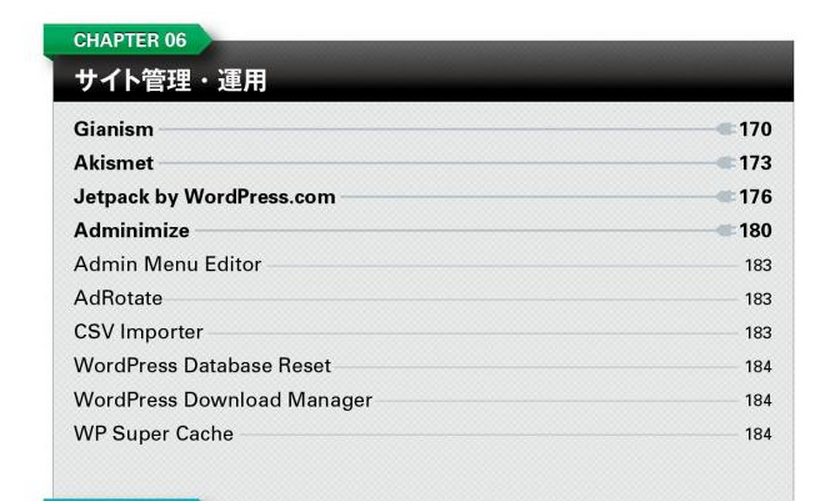 CHAPTER 06
サイト管理・運用
Gianism 170
Akismet 173
Jetpack by WordPress.com 176
Adminimize 180
Admin Menu Editor 183
AdRotate 183
CSV Importer 183
WordPress Database Reset 184
WordPress Download Manager 184
WP Super Cache 184